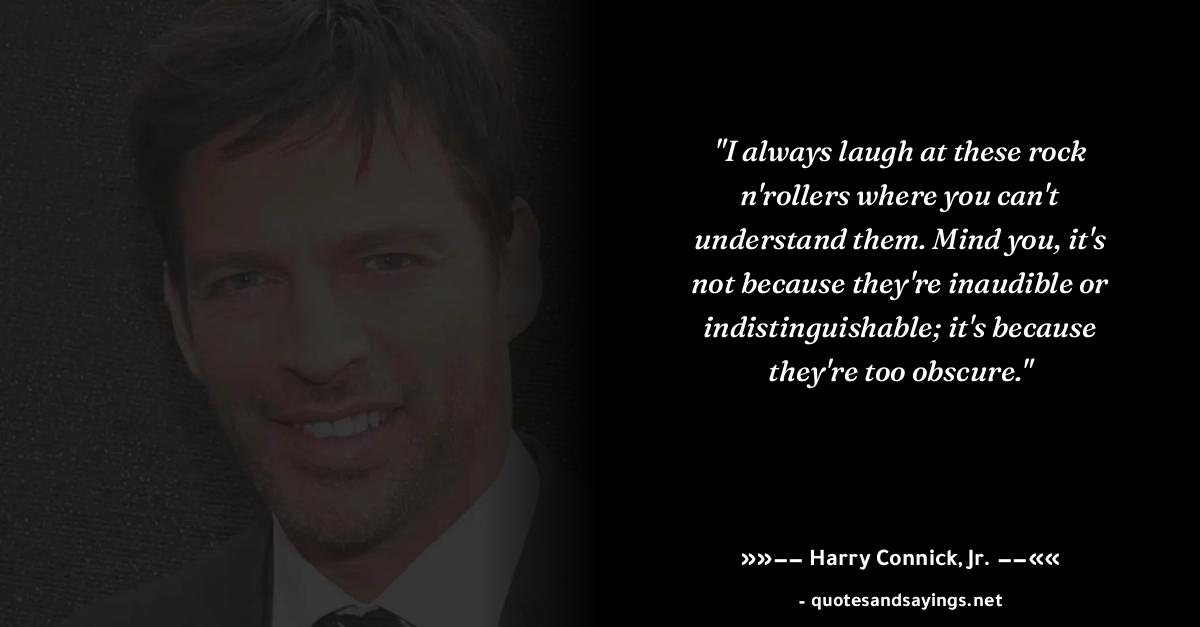 "I always laugh at these rock
n'rollers where you can't
understand them. Mind you, it's
not because they're inaudible or
indistinguishable; it's because
they're too obscure."
»»−− Harry Connick, Jr. −−««
- quotesandsayings.net